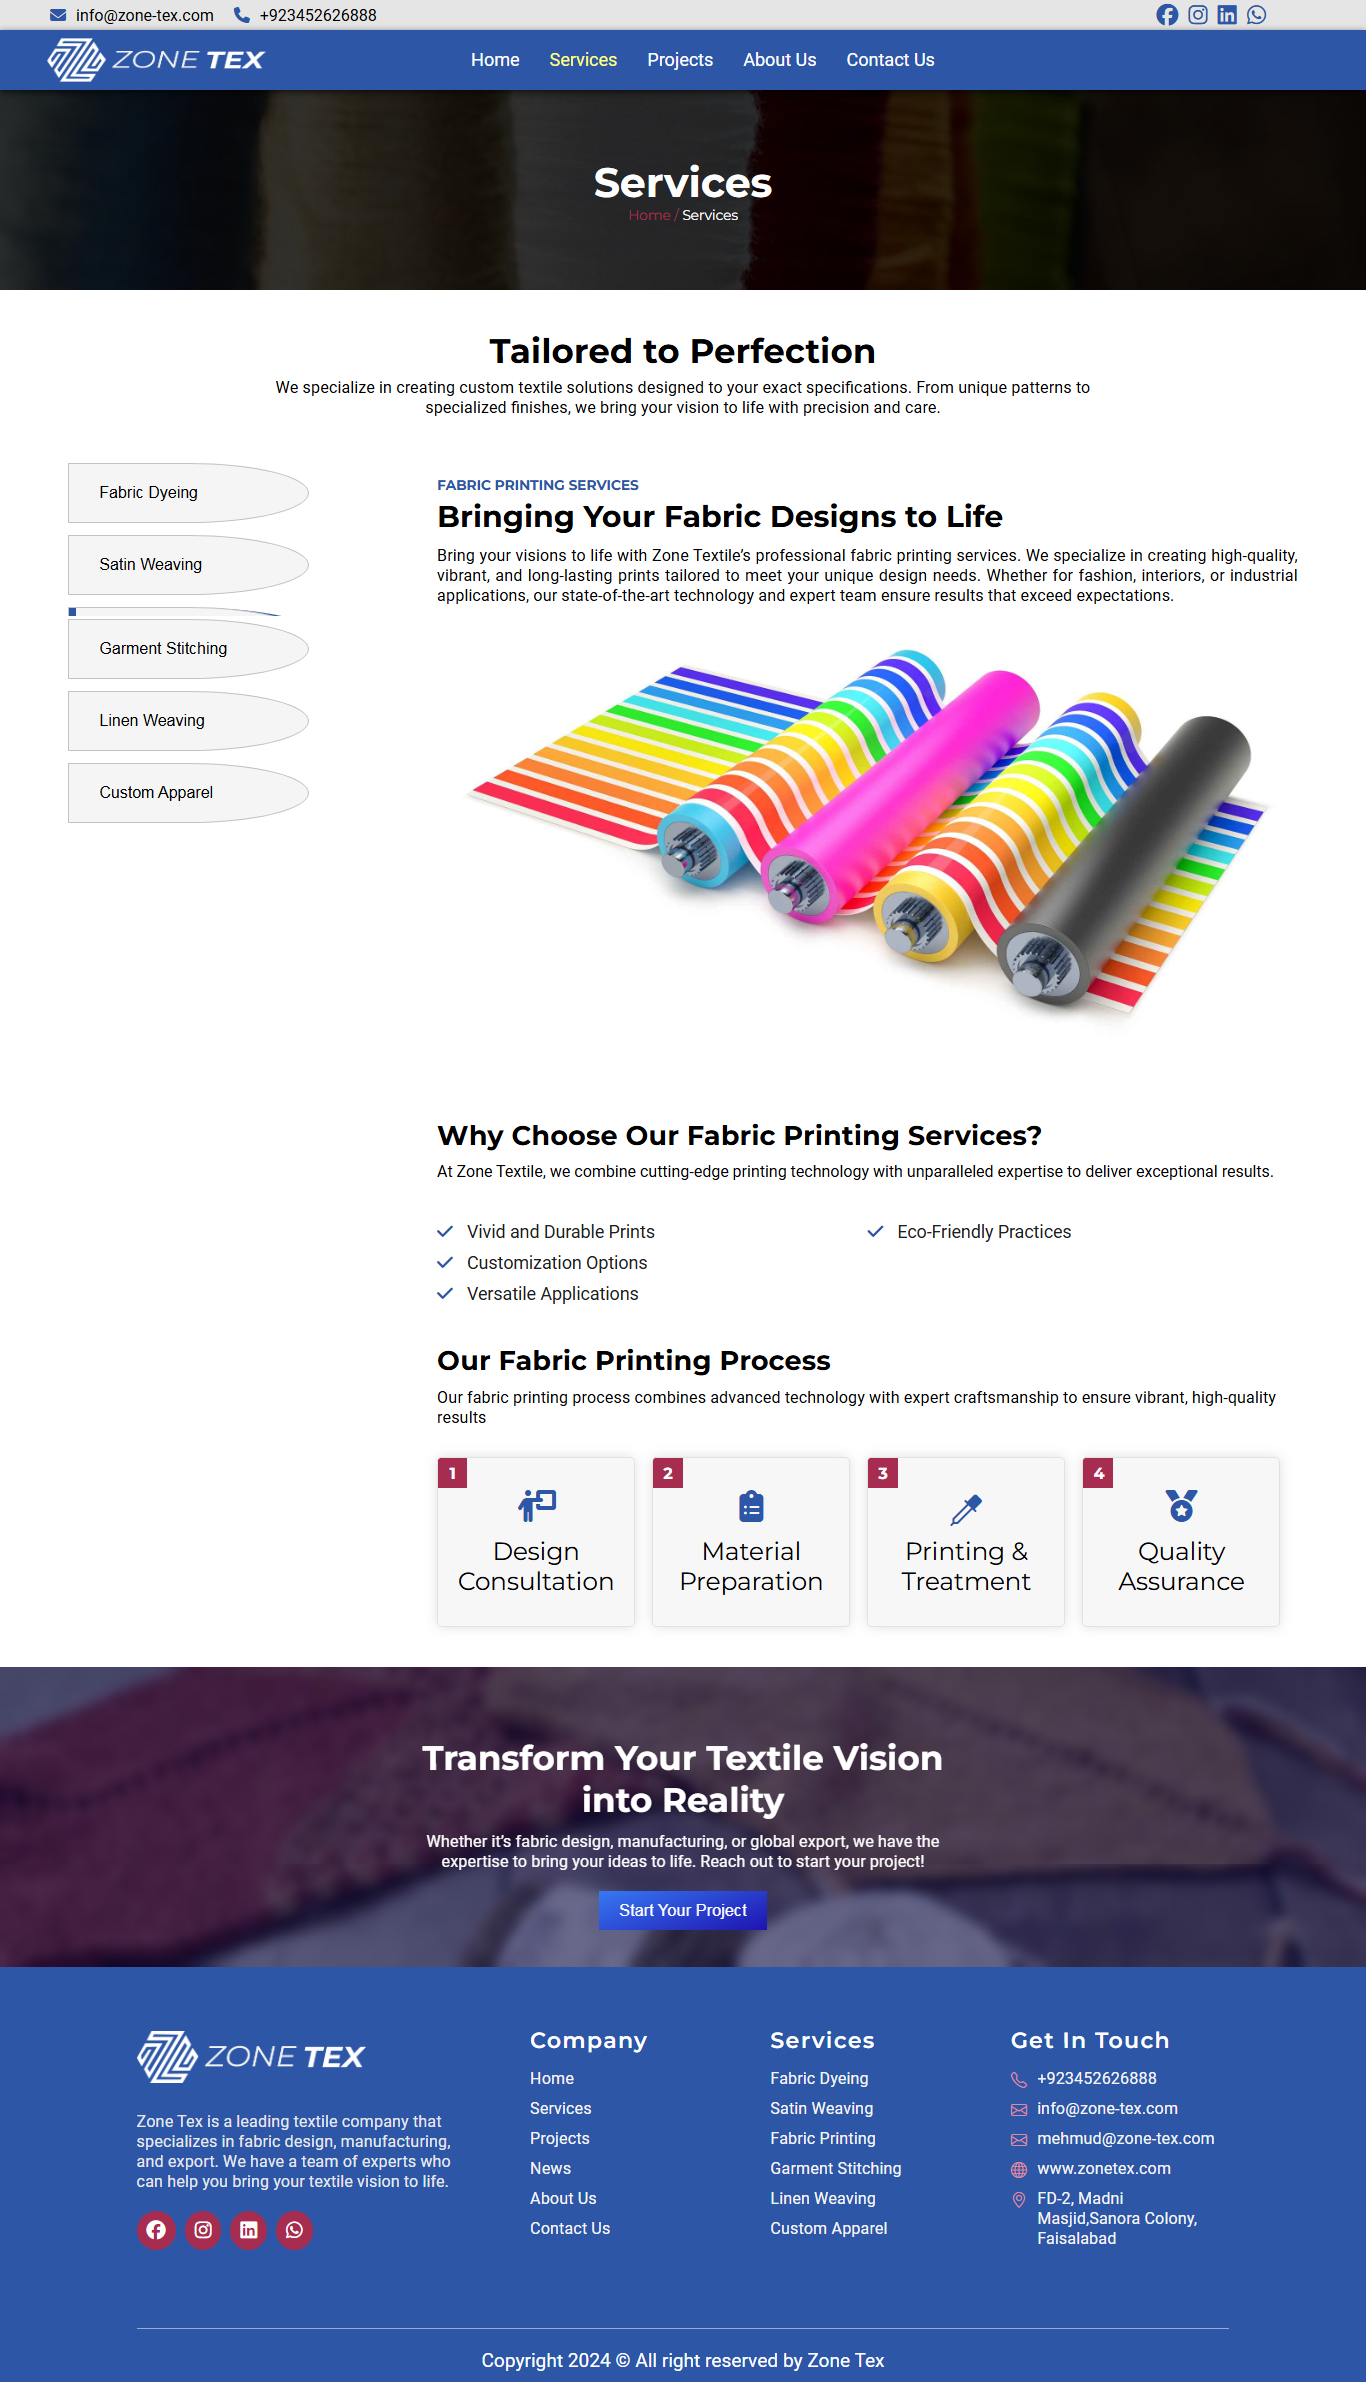 info@zone-tex.com
+923452626888
ZONE TEX
Home
Services
Projects
About Us
Contact Us
Services
Home / Services
Tailored to Perfection
We specialize in creating custom textile solutions designed to your exact specifications. From unique patterns to
specialized finishes, we bring your vision to life with precision and care.
Fabric Dyeing
Satin Weaving
Garment Stitching
Linen Weaving
Custom Apparel
FABRIC PRINTING SERVICES
Bringing Your Fabric Designs to Life
Bring your visions to life with Zone Textile’s professional fabric printing services. We specialize in creating high-quality,
vibrant, and long-lasting prints tailored to meet your unique design needs. Whether for fashion, interiors, or industrial
applications, our state-of-the-art technology and expert team ensure results that exceed expectations.
Why Choose Our Fabric Printing Services?
At Zone Textile, we combine cutting-edge printing technology with unparalleled expertise to deliver exceptional results.
Vivid and Durable Prints
Customization Options
Versatile Applications
Eco-Friendly Practices
Our Fabric Printing Process
Our fabric printing process combines advanced technology with expert craftsmanship to ensure vibrant, high-quality
results
1
Design
Consultation
2
Material
Preparation
3
Printing &
Treatment
4
Quality
Assurance
Transform Your Textile Vision
into Reality
Whether it’s fabric design, manufacturing, or global export, we have the
expertise to bring your ideas to life. Reach out to start your project!
Start Your Project
ZONE TEX
Zone Tex is a leading textile company that
specializes in fabric design, manufacturing,
and export. We have a team of experts who
can help you bring your textile vision to life.
Company
Home
Services
Projects
News
About Us
Contact Us
Services
Fabric Dyeing
Satin Weaving
Fabric Printing
Garment Stitching
Linen Weaving
Custom Apparel
Get In Touch
+923452626888
info@zone-tex.com
mehmud@zone-tex.com
www.zonetex.com
FD-2, Madni
Masjid,Sanora Colony,
Faisalabad
Copyright 2024 © All right reserved by Zone Tex